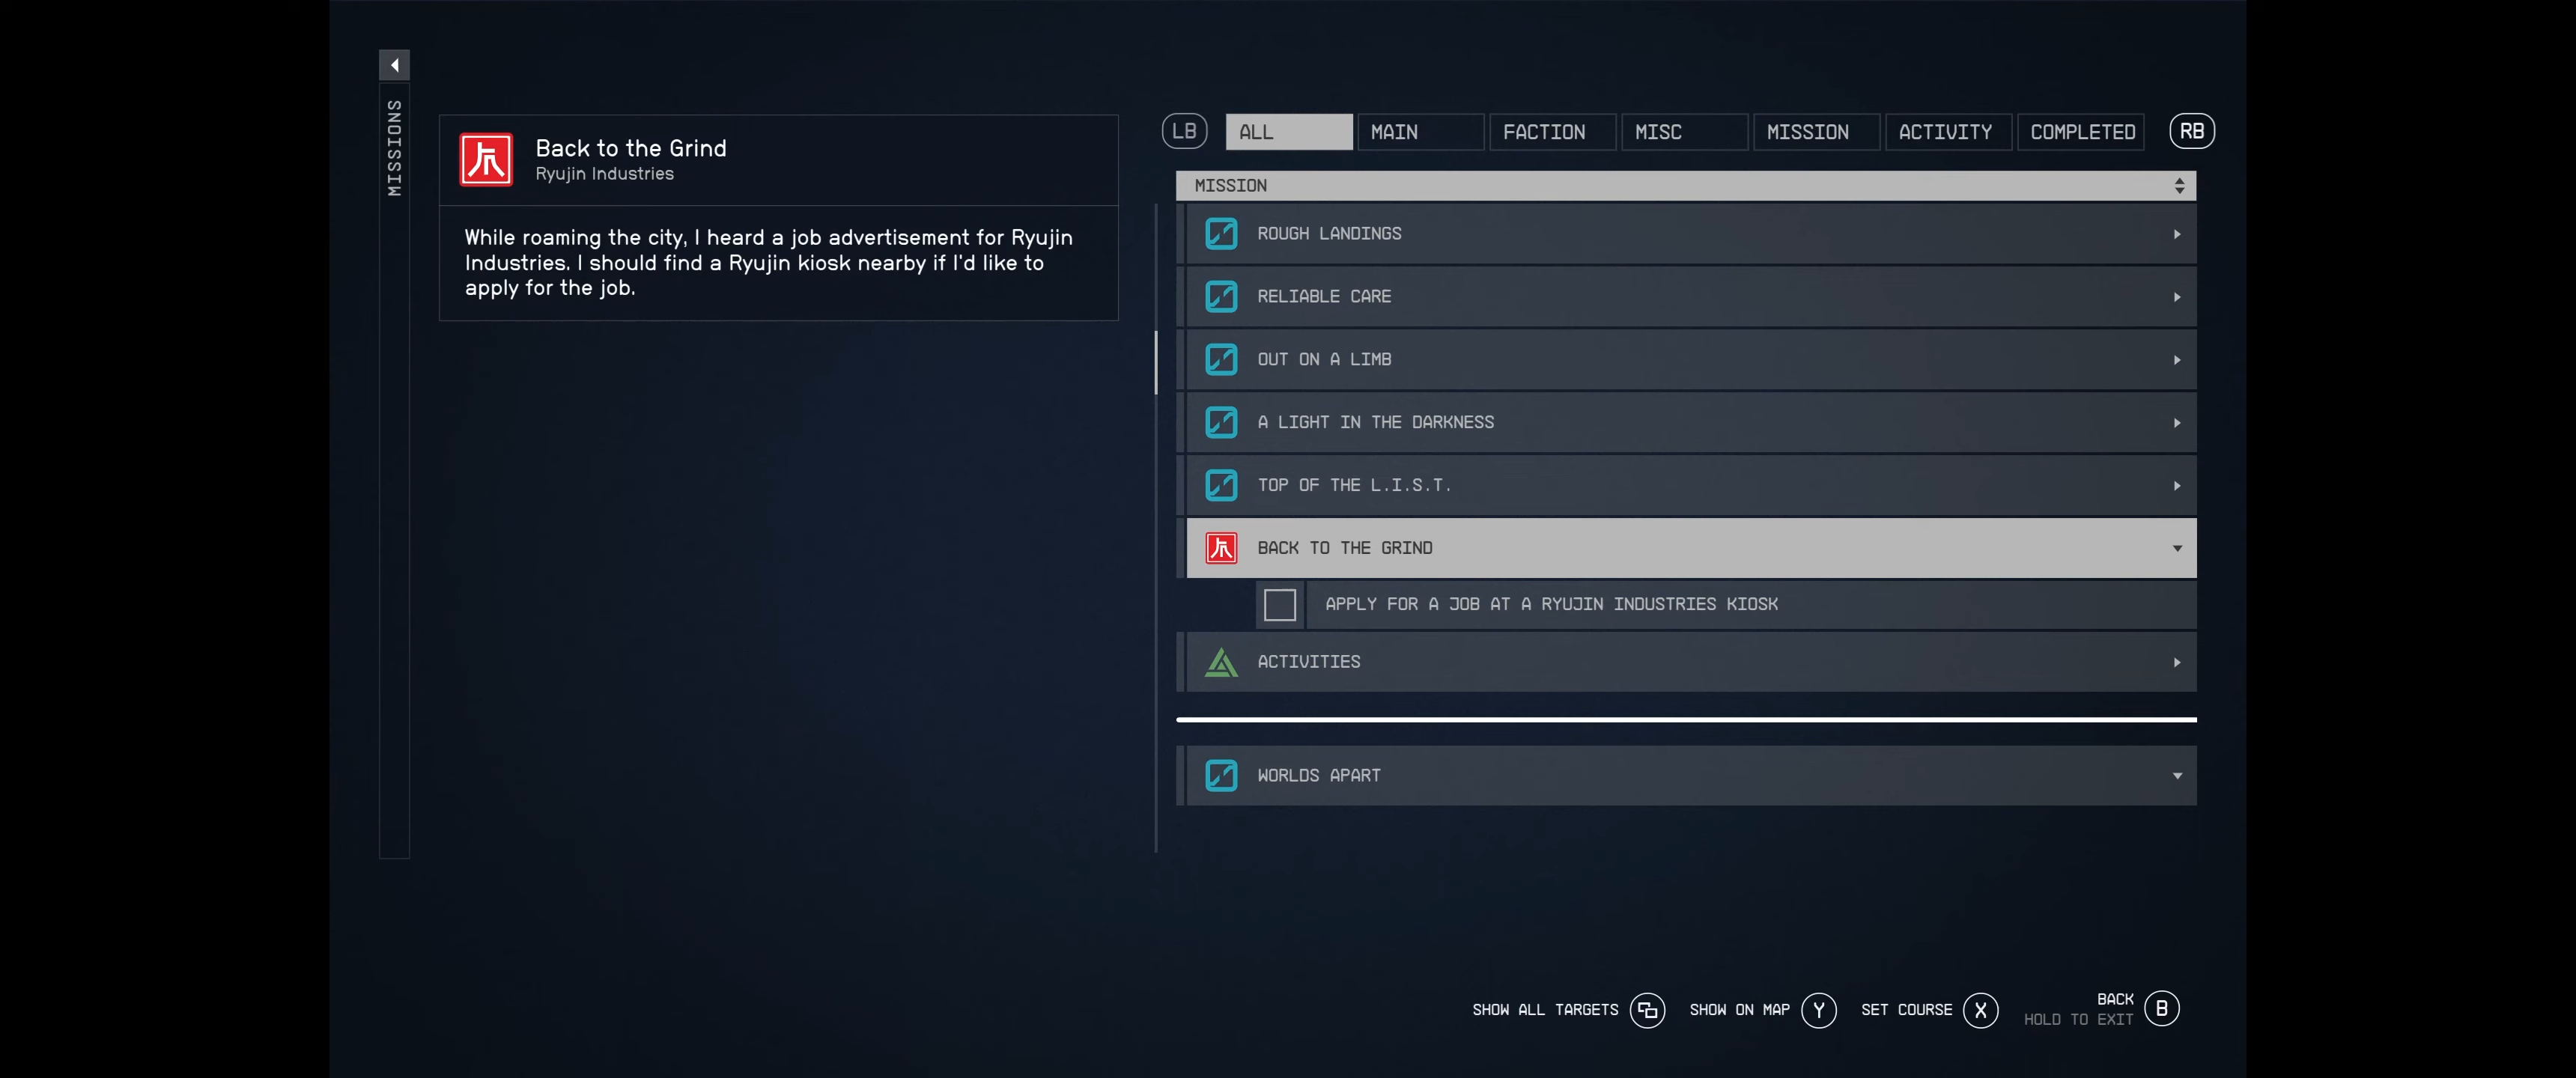 MISSIONS
Back to the Grind
Ryujin Industries
While roaming the city, I heard a job advertisement for Ryujin
Industries. I should find a Ryujin kiosk nearby if I'd like to
apply for the job.
LB ALL MAIN FACTION MISC MISSION ACTIVITY COMPLETED RB
MISSION
ROUGH LANDINGS
RELIABLE CARE
OUT ON A LIMB
A LIGHT IN THE DARKNESS
TOP OF THE L.I.S.T.
BACK TO THE GRIND
APPLY FOR A JOB AT A RYUJIN INDUSTRIES KIOSK
ACTIVITIES
WORLDS APART
SHOW ALL TARGETS SHOW ON MAP Y SET COURSE X BACK B
HOLD TO EXIT